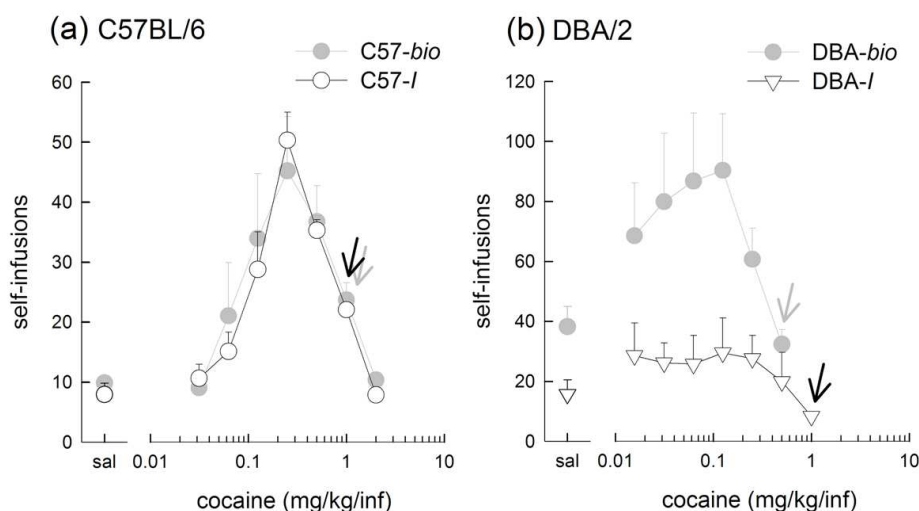 (a) C57BL/6
C57-bio
C57-I
60
50
40
30
20
10
0
self-infusions
sal
0.01
0.1
1
10
cocaine (mg/kg/inf)
(b) DBA/2
DBA-bio
DBA-I
120
100
80
60
40
20
0
self-infusions
sal
0.01
0.1
1
10
cocaine (mg/kg/inf)